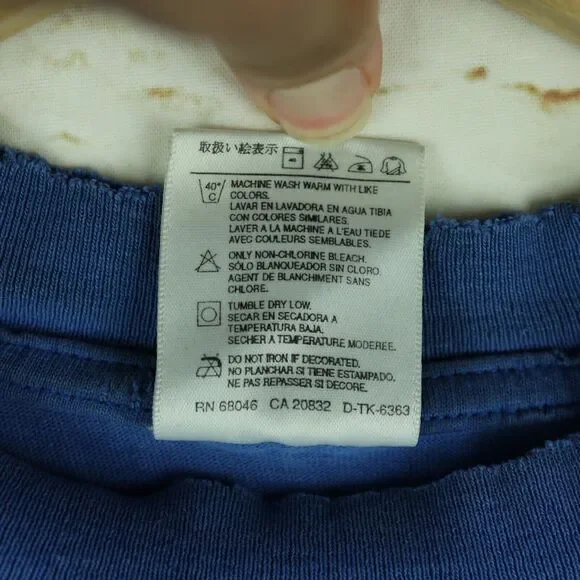 取扱い絵表示
40°
C
MACHINE WASH WARM WITH LIKE
COLORS.
LAVAR EN LAVADORA EN AGUA TIBIA
CON COLORES SIMILARES.
LAVER A LA MACHINE A L'EAU TIEDE
AVEC COULEURS SEMBLABLES.
ONLY NON-CHLORINE BLEACH.
SÓLO BLANQUEADOR SIN CLORO.
AGENT DE BLANCHIMENT SANS
CHLORE.
TUMBLE DRY LOW.
SECAR EN SECADORA A
TEMPERATURA BAJA.
SECHER A TEMPERATURE MODEREE.
DO NOT IRON IF DECORATED.
NO PLANCHAR SI TIENE ESTAMPADO.
NE PAS REPASSER SI DECORE.
RN 68046 CA 20832 D-TK-6363